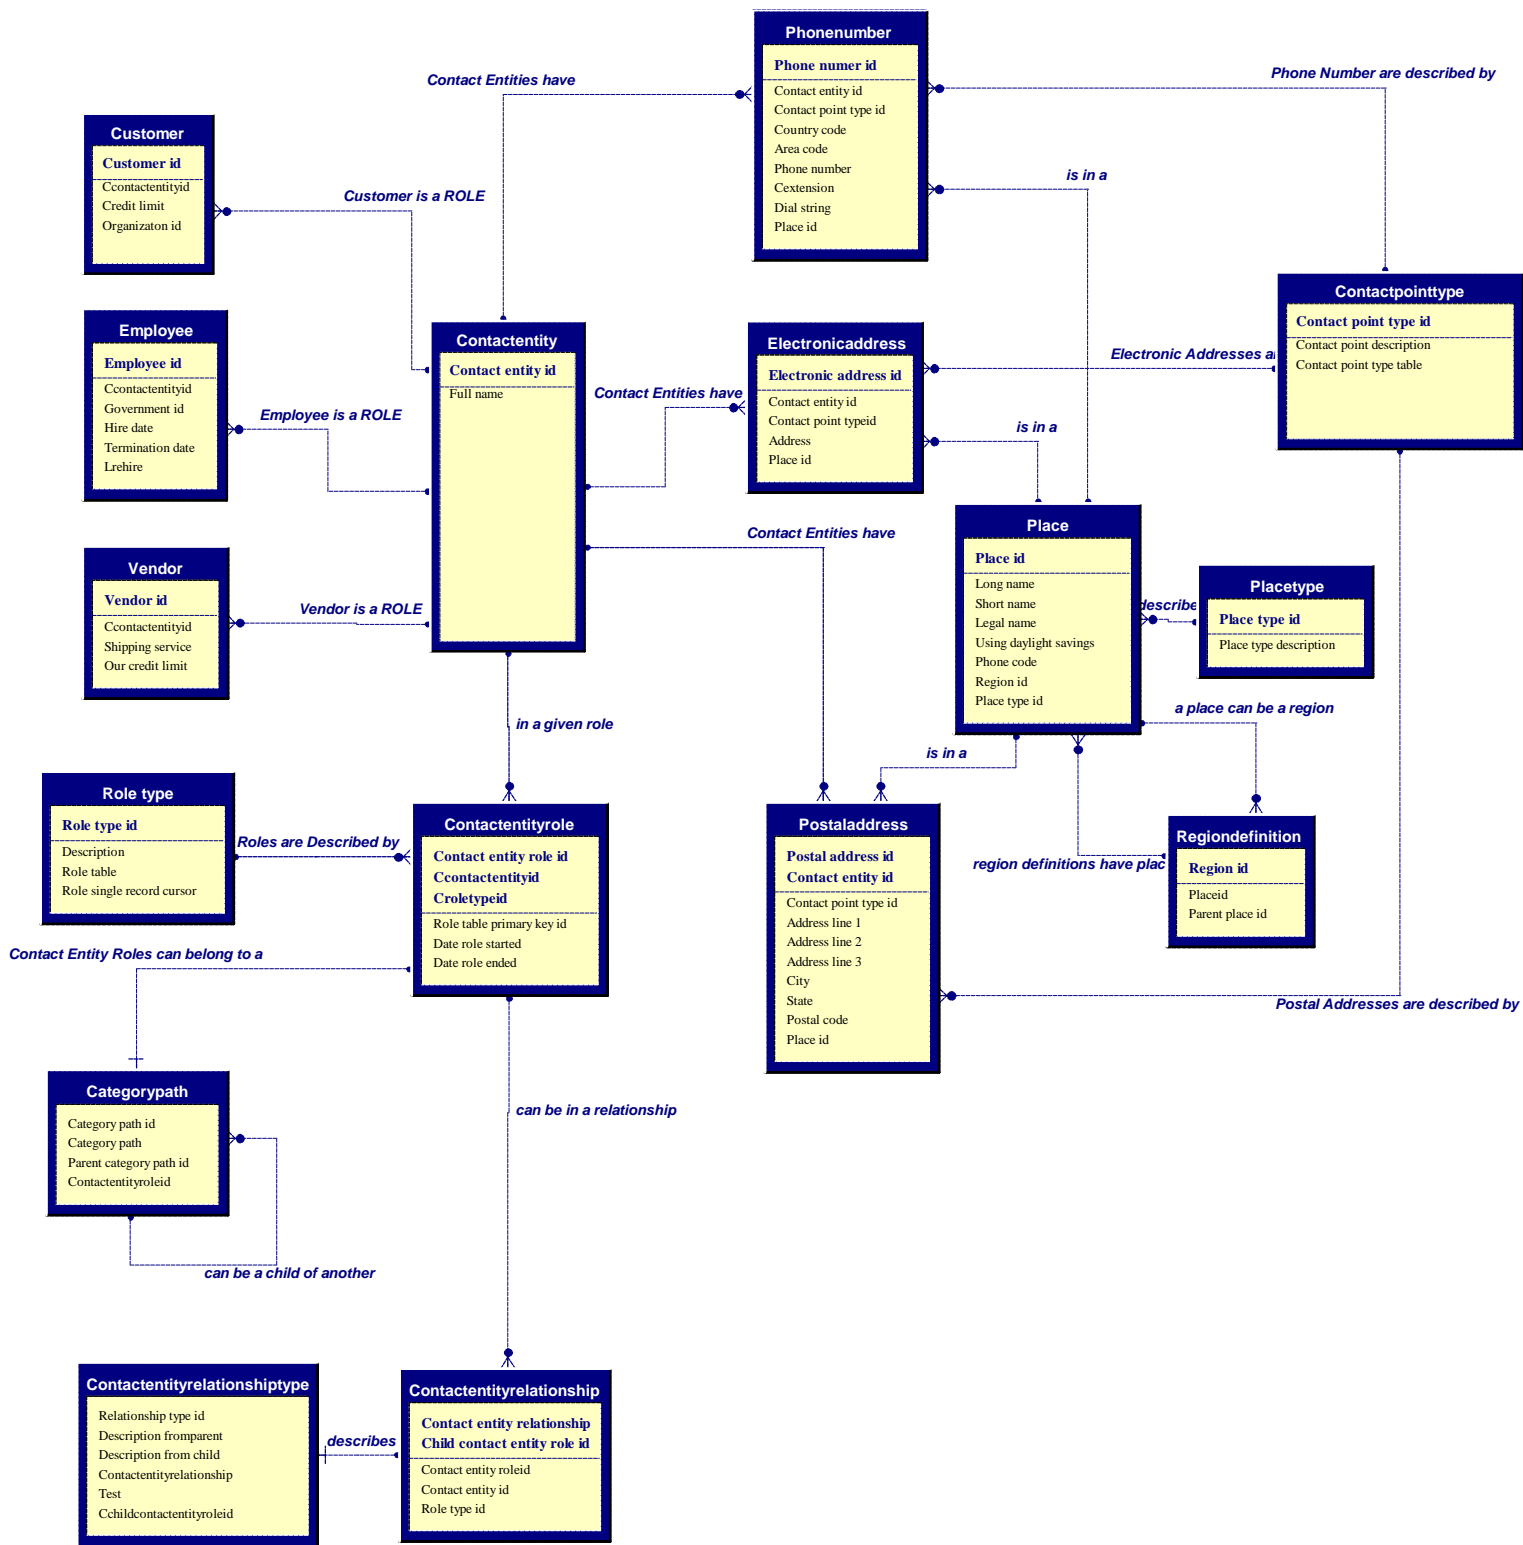 Phonenumber
Phone numer id
Contact entity id
Contact point type id
Country code
Area code
Phone number
Cextension
Dial string
Place id
Contact Entities have
Phone Number are described by
is in a
Customer
Customer id
Ccontactentityid
Credit limit
Organizaton id
Customer is a ROLE
Employee
Employee id
Ccontactentityid
Government id
Hire date
Termination date
Lrehire
Employee is a ROLE
Contactentity
Contact entity id
Full name
Contact Entities have
Electronicaddress
Electronic address id
Contact entity id
Contact point typeid
Address
Place id
Electronic Addresses a
is in a
Contactpointtype
Contact point type id
Contact point description
Contact point type table
Vendor
Vendor id
Ccontactentityid
Shipping service
Our credit limit
Vendor is a ROLE
Contact Entities have
Place
Place id
Long name
Short name
Legal name
Using daylight savings
Phone code
Region id
Place type id
describe
Placetype
Place type id
Place type description
in a given role
is in a
a place can be a region
Role type
Role type id
Description
Role table
Role single record cursor
Roles are Described by
Contactentityrole
Contact entity role id
Ccontactentityid
Croletypeid
Role table primary key id
Date role started
Date role ended
Postaladdress
Postal address id
Contact entity id
Contact point type id
Address line 1
Address line 2
Address line 3
City
State
Postal code
Place id
region definitions have plac
Regiondefinition
Region id
Placeid
Parent place id
Postal Addresses are described by
Contact Entity Roles can belong to a
Categorypath
Category path id
Category path
Parent category path id
Contactentityroleid
can be a child of another
can be in a relationship
Contactentityrelationshiptype
Relationship type id
Description fromparent
Description from child
Contactentityrelationship
Test
Cchildcontactentityroleid
describes
Contactentityrelationship
Contact entity relationship
Child contact entity role id
Contact entity roleid
Contact entity id
Role type id